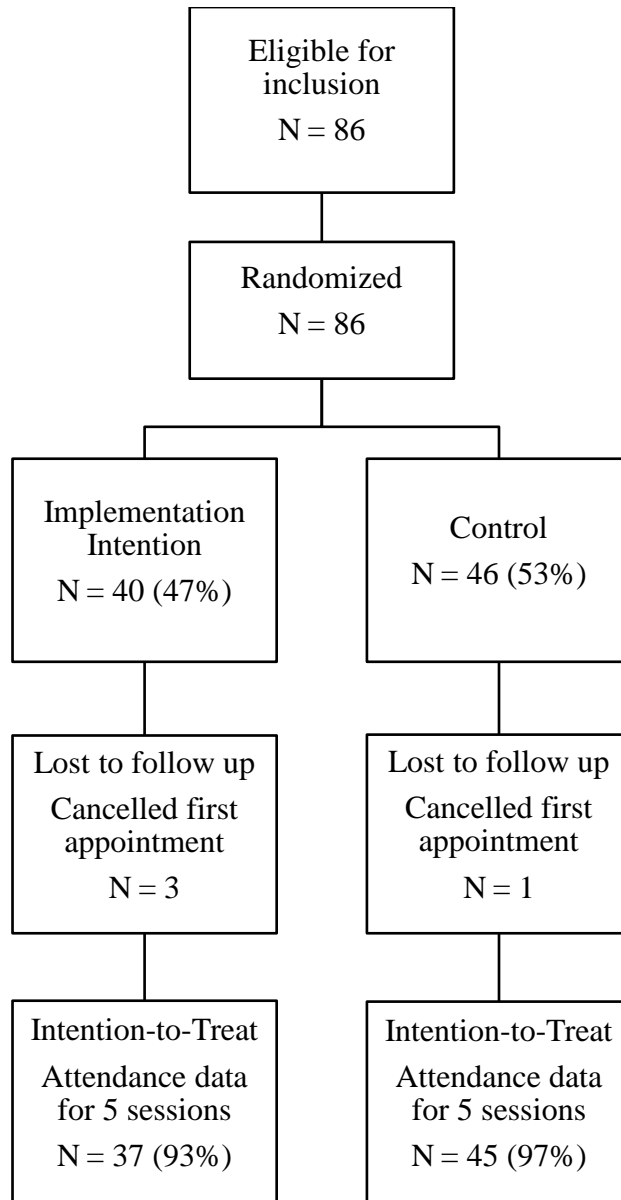 Eligible for
inclusion
N = 86
Randomized
N = 86
Implementation
Intention
N = 40 (47%)
Control
N = 46 (53%)
Lost to follow up
Cancelled first
appointment
N = 3
Lost to follow up
Cancelled first
appointment
N = 1
Intention-to-Treat
Attendance data
for 5 sessions
N = 37 (93%)
Intention-to-Treat
Attendance data
for 5 sessions
N = 45 (97%)